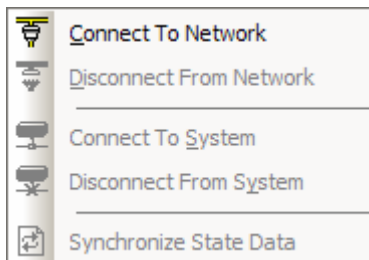 Connect To Network
Disconnect From Network
Connect To System
Disconnect From System
Synchronize State Data